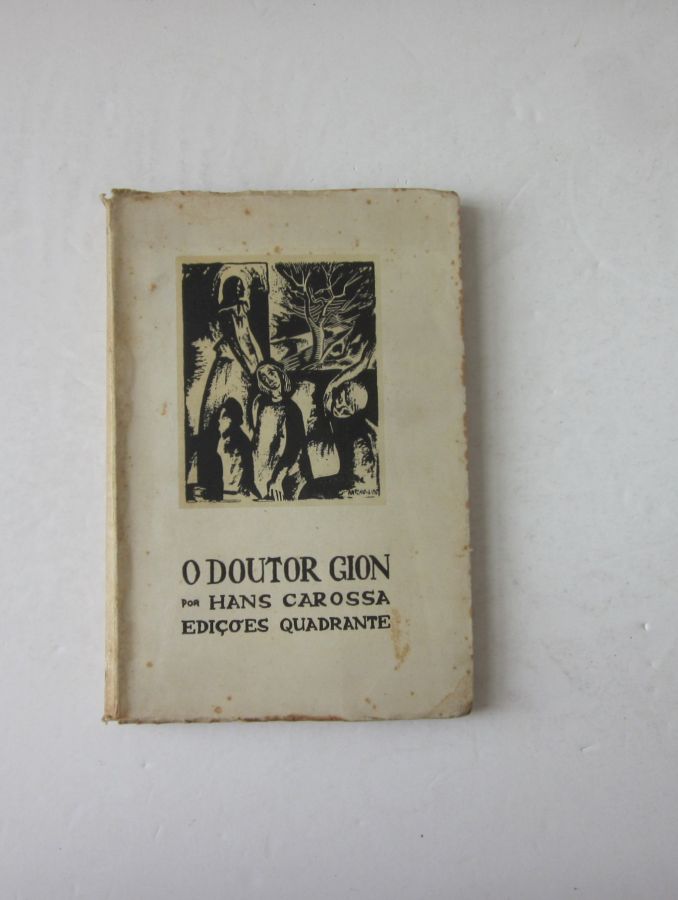 O DOUTOR GION
POR HANS CAROSSA
EDIÇÕES QUADRANTE